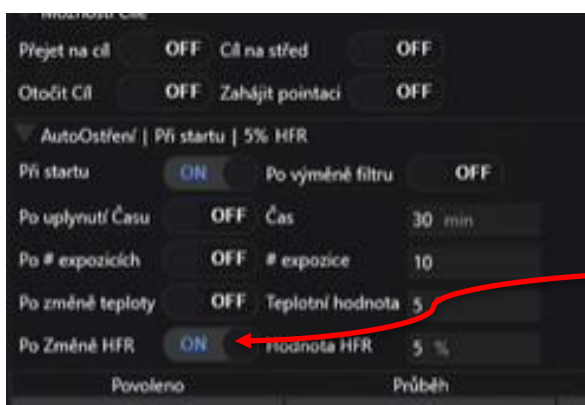 Možnosti Cíle
Přejet na cíl OFF Cíl na střed OFF
Otočit Cíl OFF Zahájit pointaci OFF
AutoOstření | Při startu | 5% HFR
Při startu ON Po výměně filtru OFF
Po uplynutí Času OFF Čas 30 min
Po # expozicích OFF # expozice 10
Po změně teploty OFF Teplotní hodnota 5
Po Změně HFR ON Hodnota HFR 5 %
Povoleno Průběh